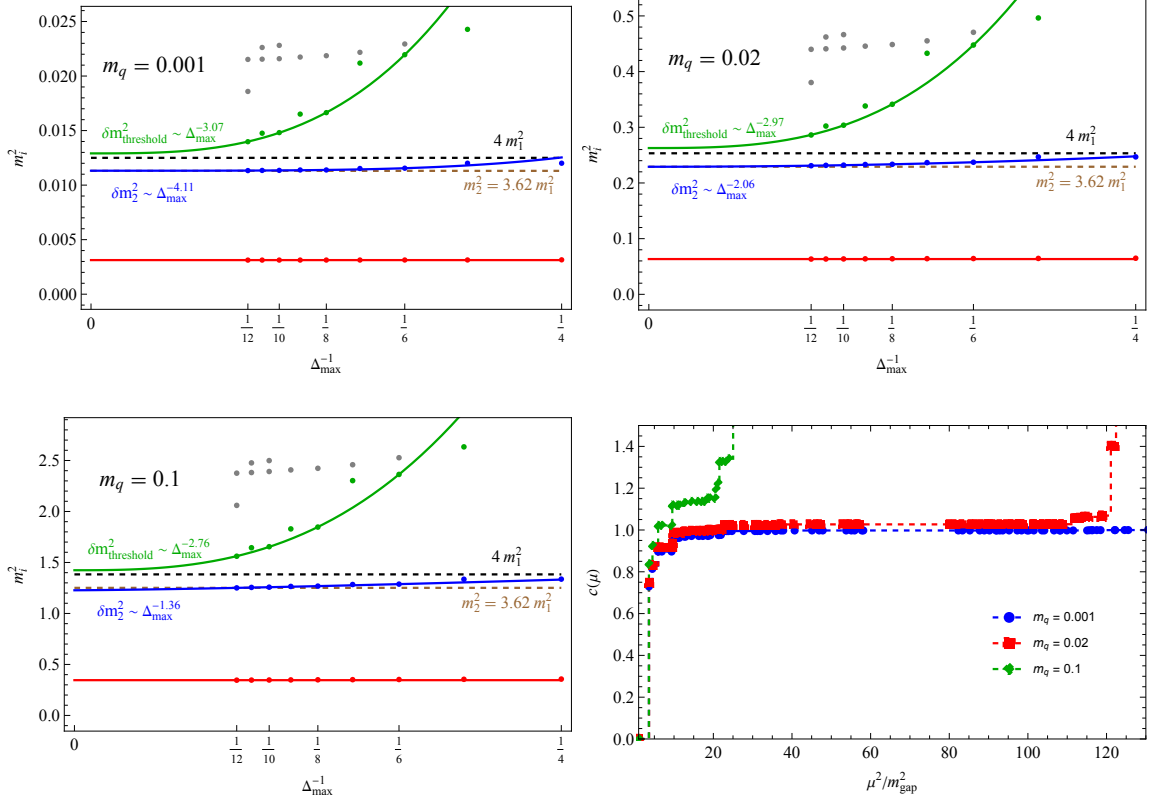 m_i^2
0.025
0.020
0.015
0.010
0.005
0.000
m_q = 0.001
δm^2_threshold ~ Δ_max^-3.07
4 m_1^2
δm_2^2 ~ Δ_max^-4.11
m_2^2 = 3.62 m_1^2
0
1/12
1/10
1/8
1/6
1/4
Δ_max^-1
m_i^2
0.5
0.4
0.3
0.2
0.1
0.0
m_q = 0.02
δm^2_threshold ~ Δ_max^-2.97
4 m_1^2
δm_2^2 ~ Δ_max^-2.06
m_2^2 = 3.62 m_1^2
0
1/12
1/10
1/8
1/6
1/4
Δ_max^-1
m_i^2
2.5
2.0
1.5
1.0
0.5
0.0
m_q = 0.1
δm^2_threshold ~ Δ_max^-2.76
4 m_1^2
δm_2^2 ~ Δ_max^-1.36
m_2^2 = 3.62 m_1^2
0
1/12
1/10
1/8
1/6
1/4
Δ_max^-1
c(μ)
1.4
1.2
1.0
0.8
0.6
0.4
0.2
0.0
m_q = 0.001
m_q = 0.02
m_q = 0.1
20
40
60
80
100
120
μ^2/m^2_gap